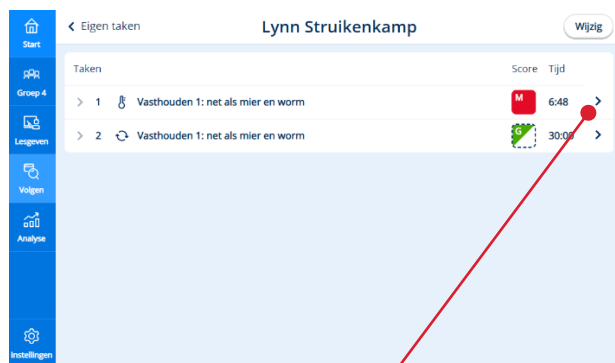 Start
Groep 4
Lesgeven
Volgen
Analyse
Instellingen
Eigen taken
Lynn Struikenkamp
Wijzig
Taken Score Tijd
1 Vasthouden 1: net als mier en worm M 6:48
2 Vasthouden 1: net als mier en worm G 30:00